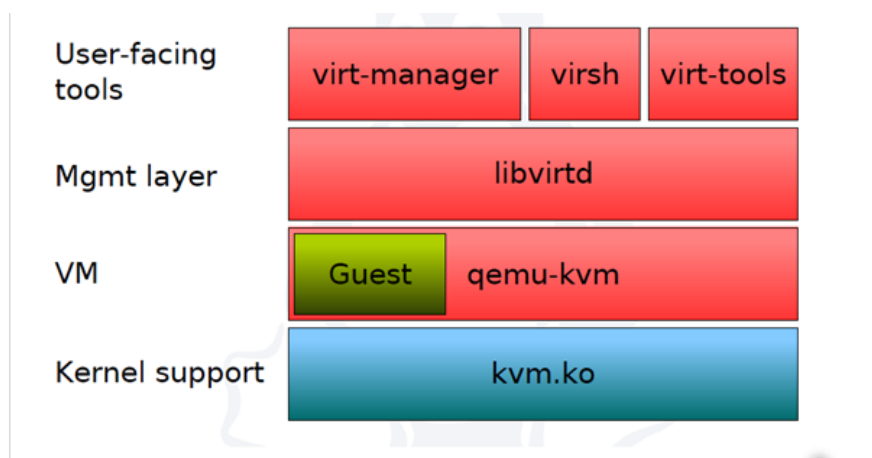 User-facing
tools
virt-manager
virsh
virt-tools
Mgmt layer
libvirtd
VM
Guest
qemu-kvm
Kernel support
kvm.ko